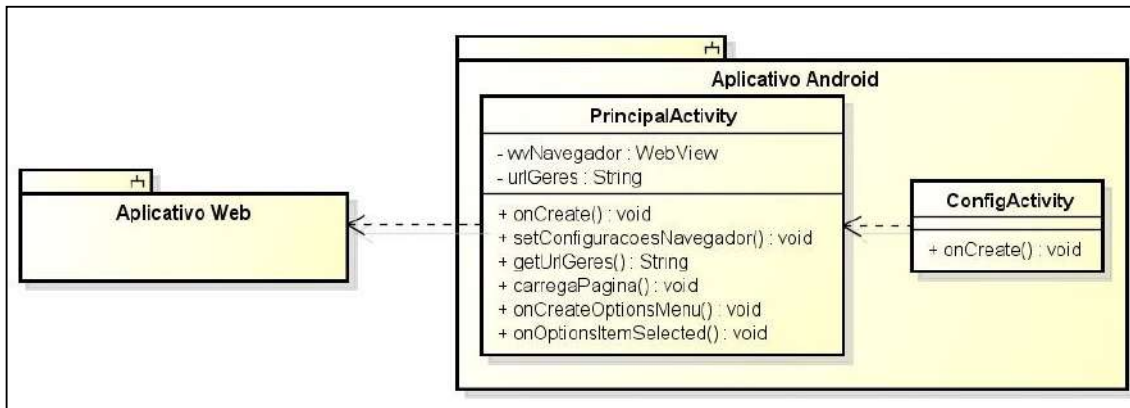 Aplicativo Web
Aplicativo Android
PrincipalActivity
- wvNavegador : WebView
- urlGeres : String
+ onCreate() : void
+ setConfiguracoesNavegador() : void
+ getUrlGeres() : String
+ carregaPagina() : void
+ onCreateOptionsMenu() : void
+ onOptionsItemSelected() : void
ConfigActivity
+ onCreate() : void